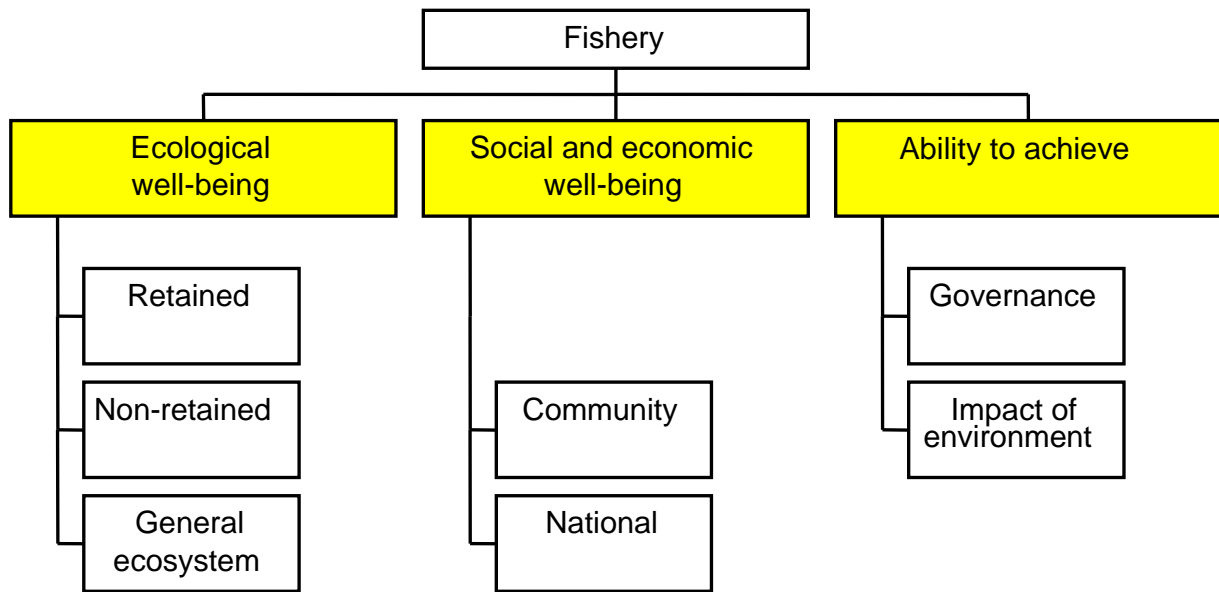 Fishery
Ecological
well-being
Social and economic
well-being
Ability to achieve
Retained
Non-retained
General
ecosystem
Community
National
Governance
Impact of
environment